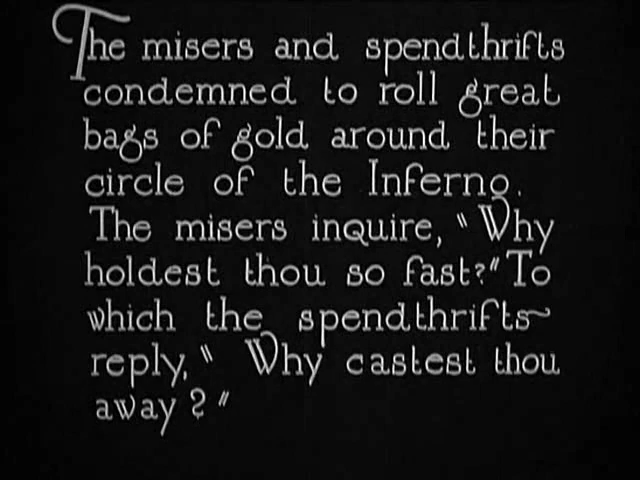 The misers and spendthrifts
condemned to roll great
bags of gold around their
circle of the Inferno.
The misers inquire, "Why
holdest thou so fast?" To
which the spendthrifts~
reply, "Why castest thou
away?"